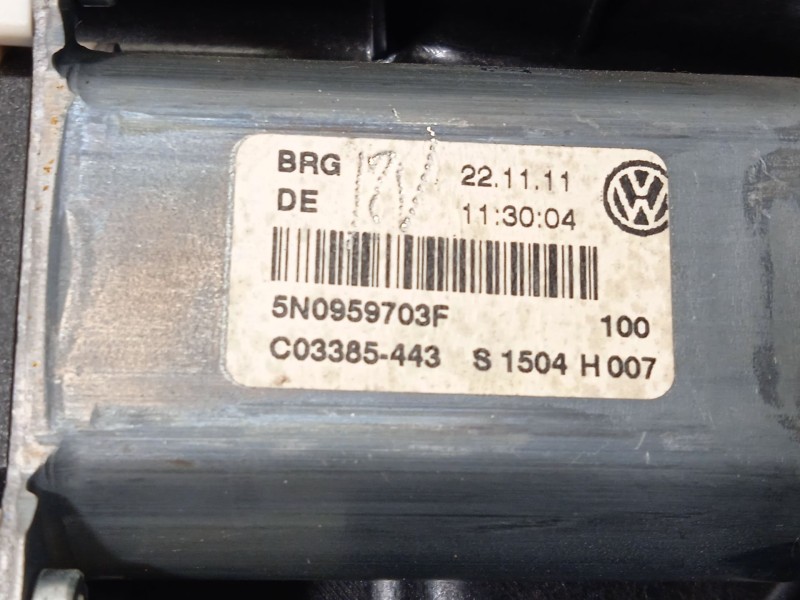 BRG 22.11.11
DE 11:30:04
5N0959703F 100
C03385-443 S 1504 H 007